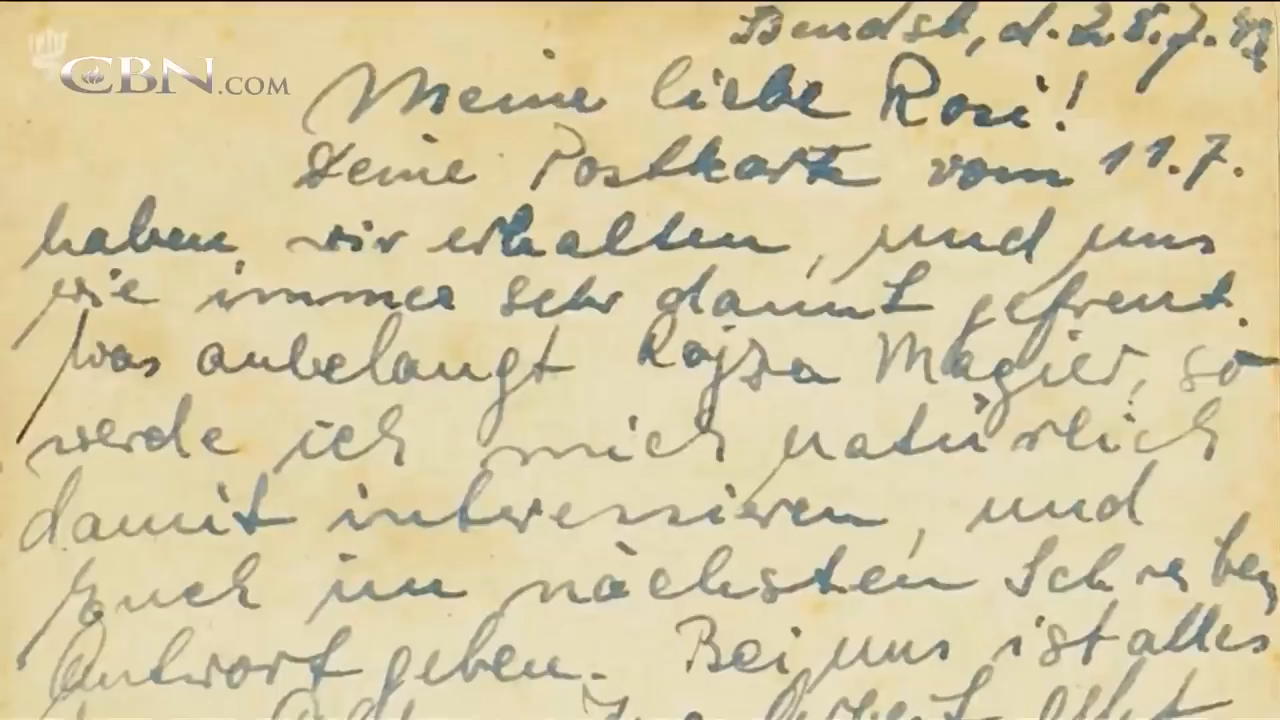 Bendsb, d. 28.7.42
CBN.com
Meine liebe Rosi!
Deine Postkarte vom 11.7.
haben wir erhalten, und uns
wie immer sehr damit gefreut.
Was anbelangt Rojza Magier, so
werde ich mich natürlich
damit interessieren, und
Euch im nächsten Schreiben
Antwort geben. Bei uns ist alles